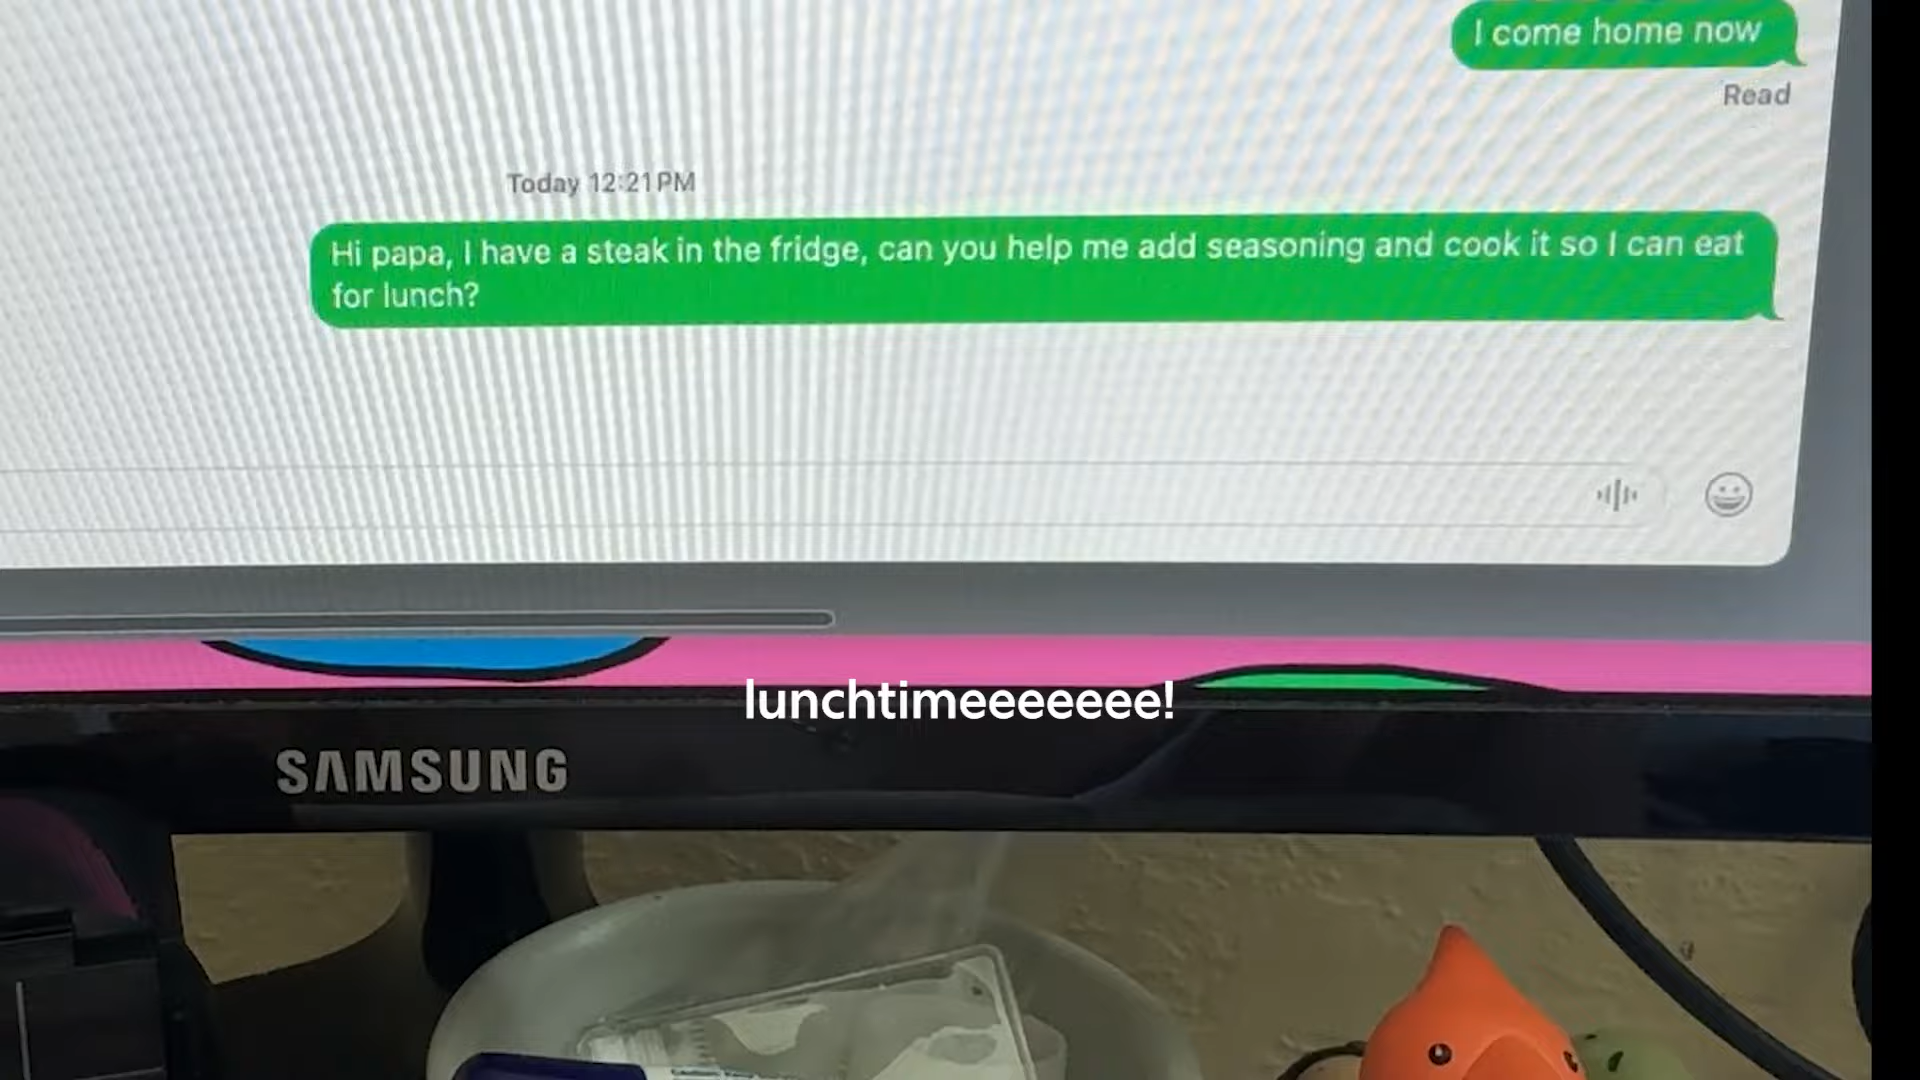 I come home now
Read
Today 12:21 PM
Hi papa, I have a steak in the fridge, can you help me add seasoning and cook it so I can eat
for lunch?
lunchtimeeeeeee!
SAMSUNG